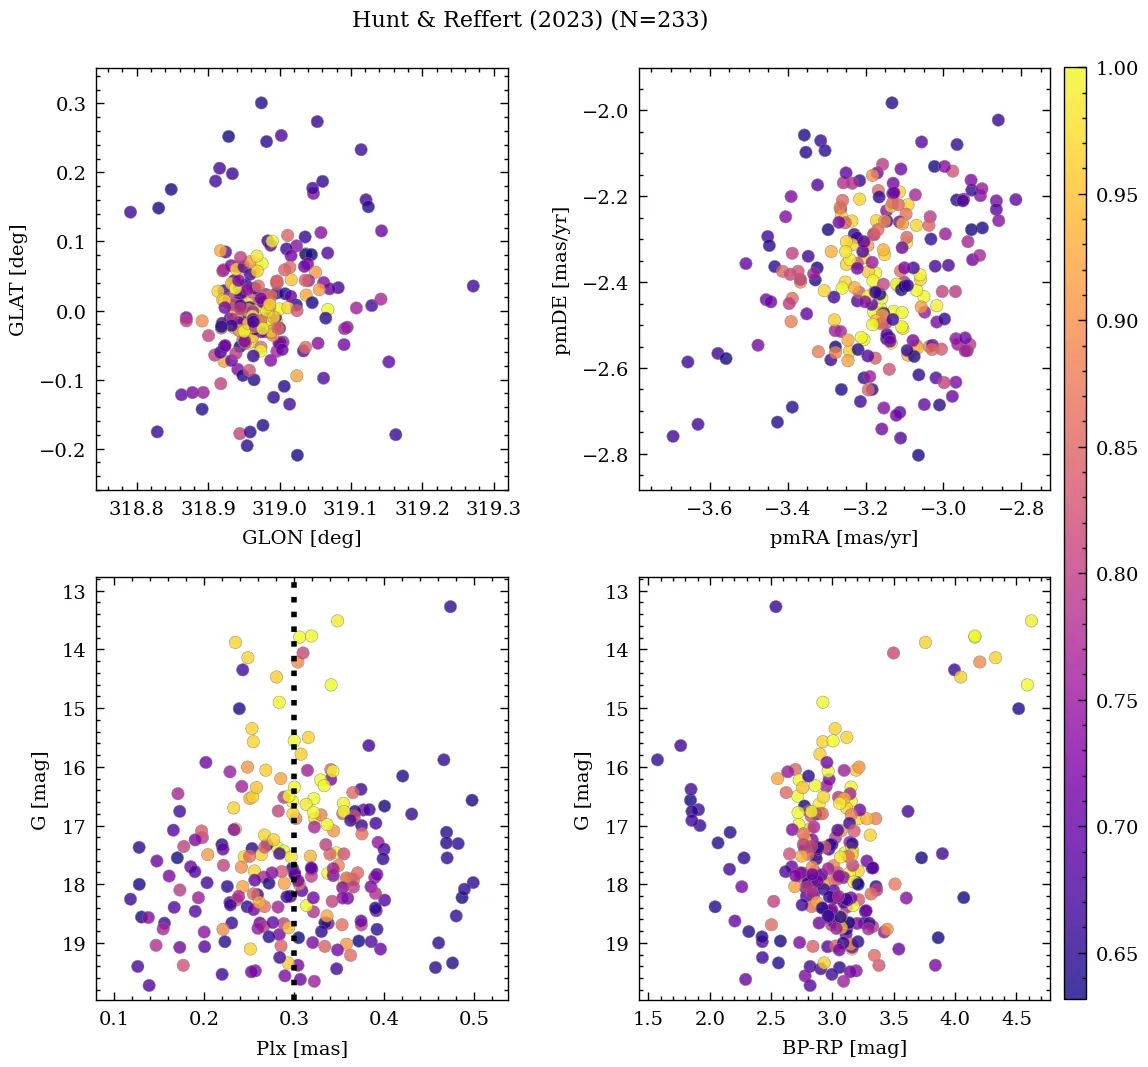 Hunt & Reffert (2023) (N=233)
0.3
0.2
0.1
0.0
−0.1
−0.2
GLAT [deg]
318.8 318.9 319.0 319.1 319.2 319.3
GLON [deg]
−2.0
−2.2
−2.4
−2.6
−2.8
pmDE [mas/yr]
−3.6 −3.4 −3.2 −3.0 −2.8
pmRA [mas/yr]
1.00
0.95
0.90
0.85
0.80
0.75
0.70
0.65
13
14
15
16
17
18
19
G [mag]
0.1 0.2 0.3 0.4 0.5
Plx [mas]
13
14
15
16
17
18
19
G [mag]
1.5 2.0 2.5 3.0 3.5 4.0 4.5
BP-RP [mag]